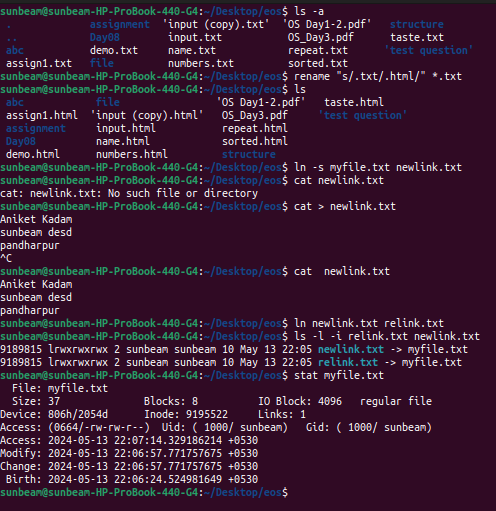 sunbeam@sunbeam-HP-ProBook-440-G4:~/Desktop/eos$ ls -a
. assignment 'input (copy).txt' 'OS Day1-2.pdf' structure
.. Day08 input.txt OS_Day3.pdf taste.txt
abc demo.txt name.txt repeat.txt 'test question'
assign1.txt file numbers.txt sorted.txt
sunbeam@sunbeam-HP-ProBook-440-G4:~/Desktop/eos$ rename "s/.txt/.html/" *.txt
sunbeam@sunbeam-HP-ProBook-440-G4:~/Desktop/eos$ ls
abc file 'OS Day1-2.pdf' taste.html
assign1.html 'input (copy).html' OS_Day3.pdf 'test question'
assignment input.html repeat.html
Day08 name.html sorted.html
demo.html numbers.html structure
sunbeam@sunbeam-HP-ProBook-440-G4:~/Desktop/eos$ ln -s myfile.txt newlink.txt
sunbeam@sunbeam-HP-ProBook-440-G4:~/Desktop/eos$ cat newlink.txt
cat: newlink.txt: No such file or directory
sunbeam@sunbeam-HP-ProBook-440-G4:~/Desktop/eos$ cat > newlink.txt
Aniket Kadam
sunbeam desd
pandharpur
^C
sunbeam@sunbeam-HP-ProBook-440-G4:~/Desktop/eos$ cat  newlink.txt
Aniket Kadam
sunbeam desd
pandharpur
sunbeam@sunbeam-HP-ProBook-440-G4:~/Desktop/eos$ ln newlink.txt relink.txt
sunbeam@sunbeam-HP-ProBook-440-G4:~/Desktop/eos$ ls -l -i relink.txt newlink.txt
9189815 lrwxrwxrwx 2 sunbeam sunbeam 10 May 13 22:05 newlink.txt -> myfile.txt
9189815 lrwxrwxrwx 2 sunbeam sunbeam 10 May 13 22:05 relink.txt -> myfile.txt
sunbeam@sunbeam-HP-ProBook-440-G4:~/Desktop/eos$ stat myfile.txt
File: myfile.txt
Size: 37 Blocks: 8 IO Block: 4096 regular file
Device: 806h/2054d Inode: 9195522 Links: 1
Access: (0664/-rw-rw-r--) Uid: ( 1000/ sunbeam) Gid: ( 1000/ sunbeam)
Access: 2024-05-13 22:07:14.329186214 +0530
Modify: 2024-05-13 22:06:57.771757675 +0530
Change: 2024-05-13 22:06:57.771757675 +0530
Birth: 2024-05-13 22:06:24.524981649 +0530
sunbeam@sunbeam-HP-ProBook-440-G4:~/Desktop/eos$